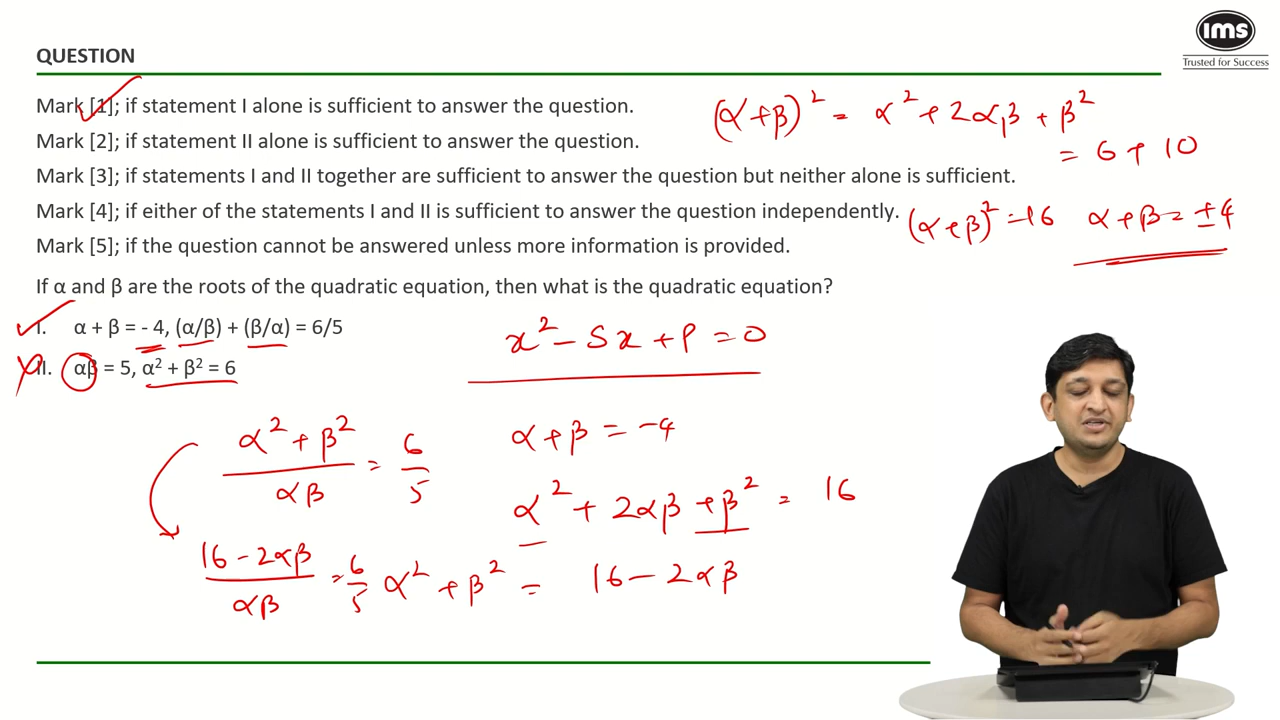 ims
Trusted for Success
QUESTION
Mark [1]; if statement I alone is sufficient to answer the question.
Mark [2]; if statement II alone is sufficient to answer the question.
Mark [3]; if statements I and II together are sufficient to answer the question but neither alone is sufficient.
Mark [4]; if either of the statements I and II is sufficient to answer the question independently.
Mark [5]; if the question cannot be answered unless more information is provided.
(α+β)² = α² + 2αβ + β²
= 6 + 10
(α+β)² = 16 α+β = ±4
If α and β are the roots of the quadratic equation, then what is the quadratic equation?
I. α + β = - 4, (α/β) + (β/α) = 6/5
II. αβ = 5, α² + β² = 6
x² - Sx + P = 0
α² + β² / αβ = 6/5
α+β = -4
α² + 2αβ + β² = 16
16 - 2αβ / αβ = 6/5
α² + β² = 16 - 2αβ